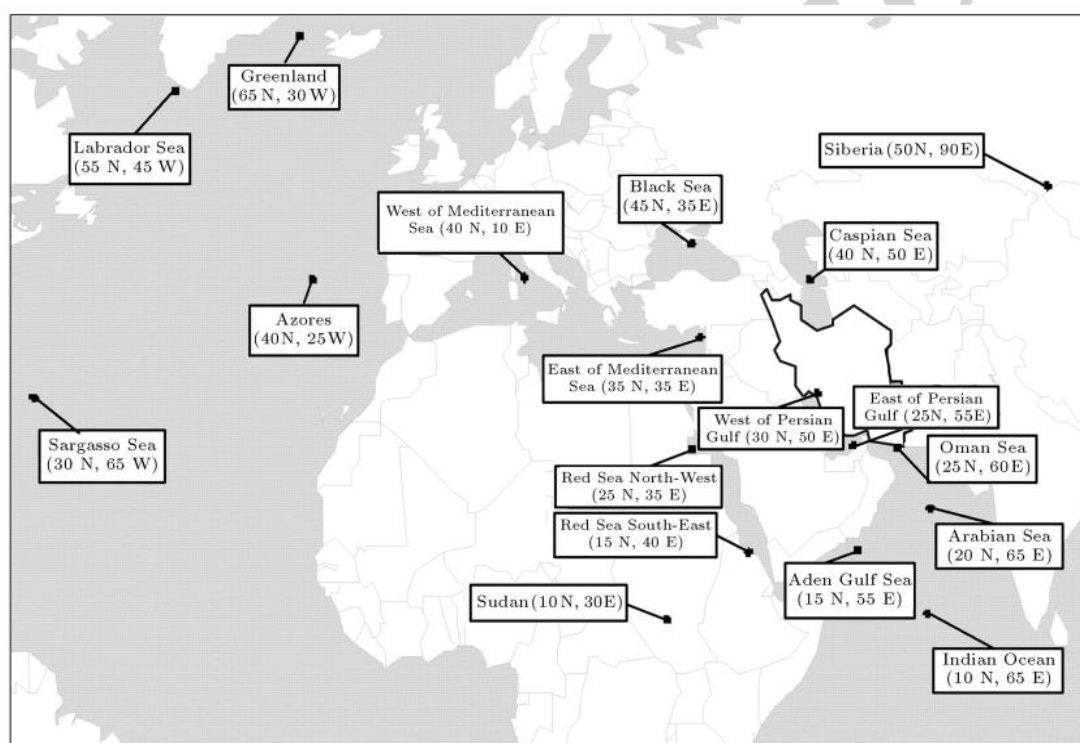 Greenland
(65 N, 30 W)
Labrador Sea
(55 N, 45 W)
Siberia (50N, 90E)
Black Sea
(45N, 35E)
West of Mediterranean
Sea (40 N, 10 E)
Caspian Sea
(40 N, 50 E)
Azores
(40N, 25W)
East of Mediterranean
Sea (35 N, 35 E)
East of Persian
Gulf (25N, 55E)
West of Persian
Gulf (30 N, 50 E)
Sargasso Sea
(30 N, 65 W)
Oman Sea
(25N, 60E)
Red Sea North-West
(25 N, 35 E)
Red Sea South-East
(15 N, 40 E)
Arabian Sea
(20 N, 65 E)
Aden Gulf Sea
(15 N, 55 E)
Sudan (10N, 30E)
Indian Ocean
(10 N, 65 E)